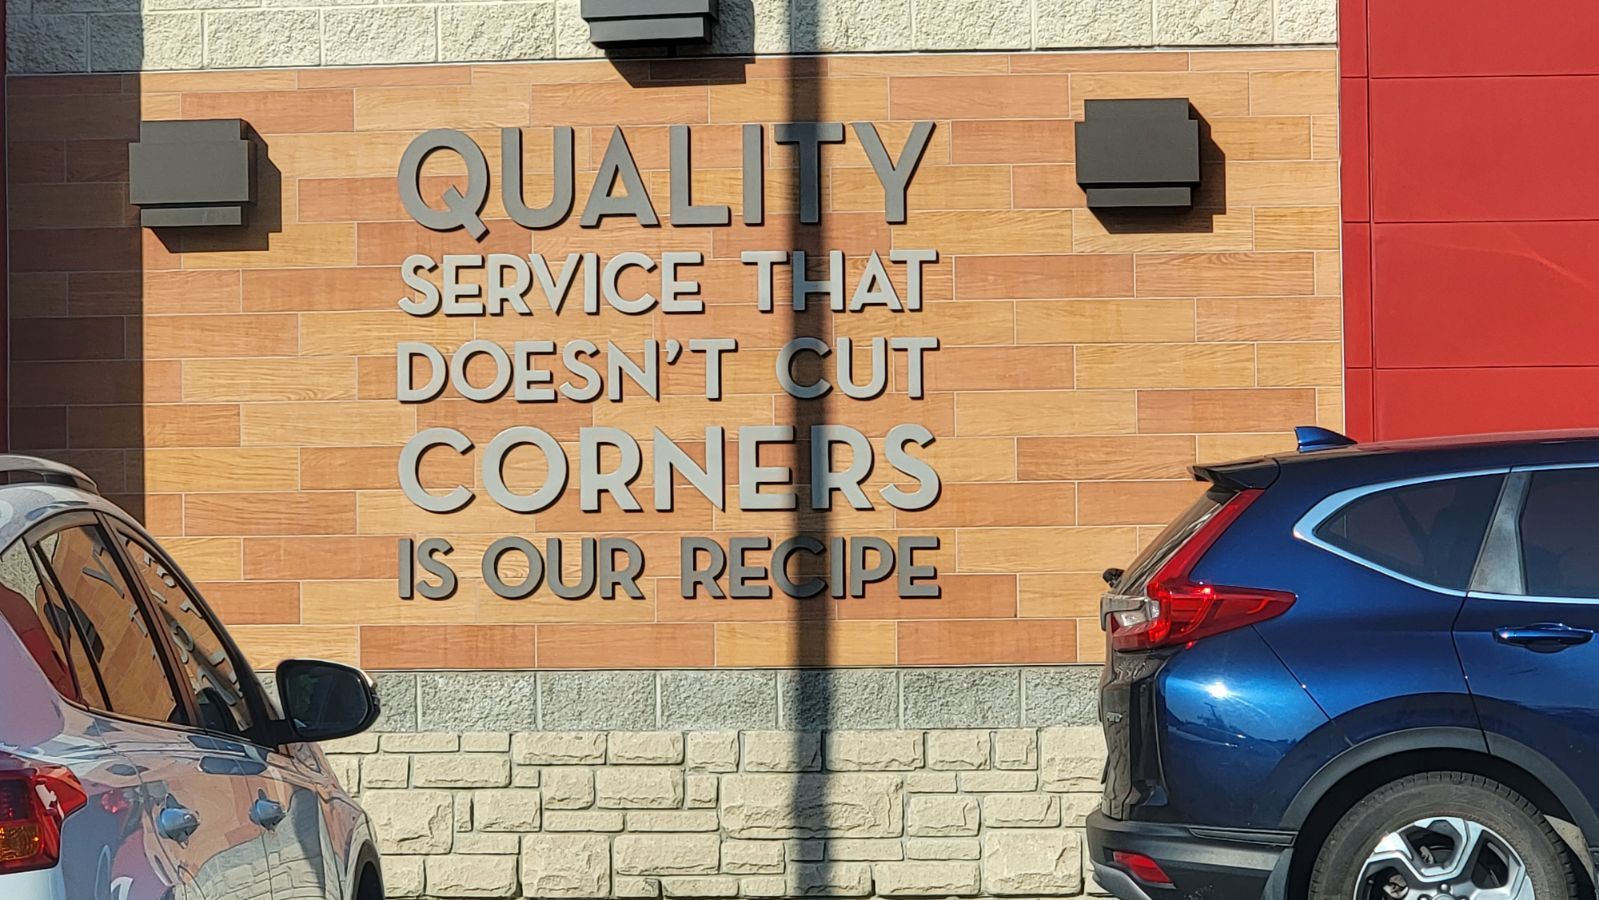 QUALITY
SERVICE THAT
DOESN'T CUT
CORNERS
IS OUR RECIPE